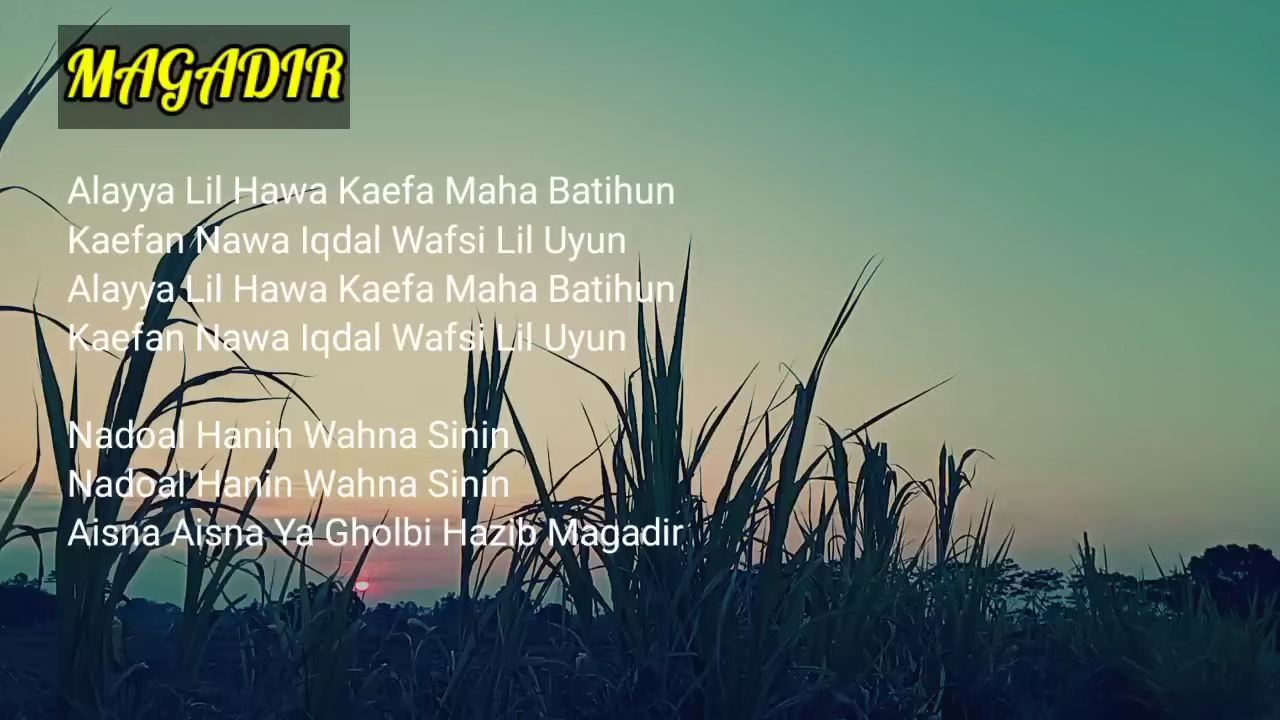 MAGADIR
Alayya Lil Hawa Kaefa Maha Batihun
Kaefan Nawa Iqdal Wafsi Lil Uyun
Alayya Lil Hawa Kaefa Maha Batihun
Kaefan Nawa Iqdal Wafsi Lil Uyun
Nadoal Hanin Wahna Sinin
Nadoal Hanin Wahna Sinin
Aisna Aisna Ya Gholbi Hazib Magadir